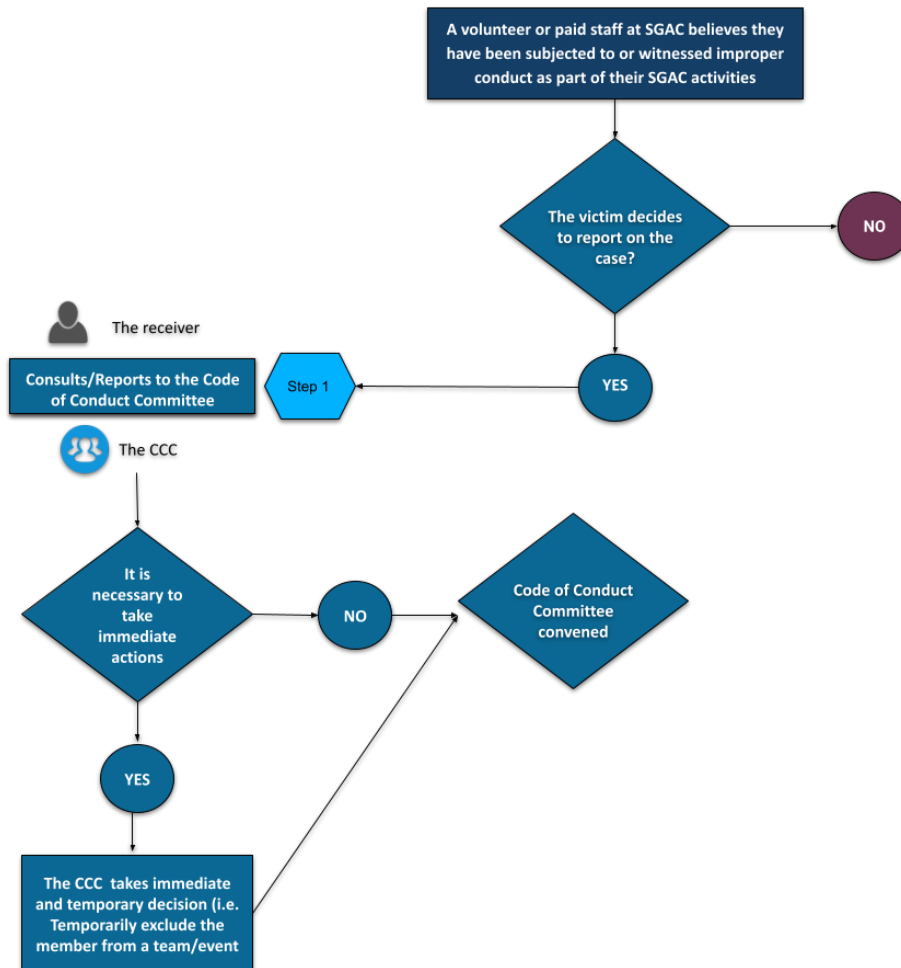 A volunteer or paid staff at SGAC believes they
have been subjected to or witnessed improper
conduct as part of their SGAC activities
The victim decides
to report on the
case?
NO
The receiver
Consults/Reports to the Code
of Conduct Committee
Step 1
YES
The CCC
It is
necessary to
take
immediate
actions
NO
Code of Conduct
Committee
convened
YES
The CCC takes immediate
and temporary decision (i.e.
Temporarily exclude the
member from a team/event